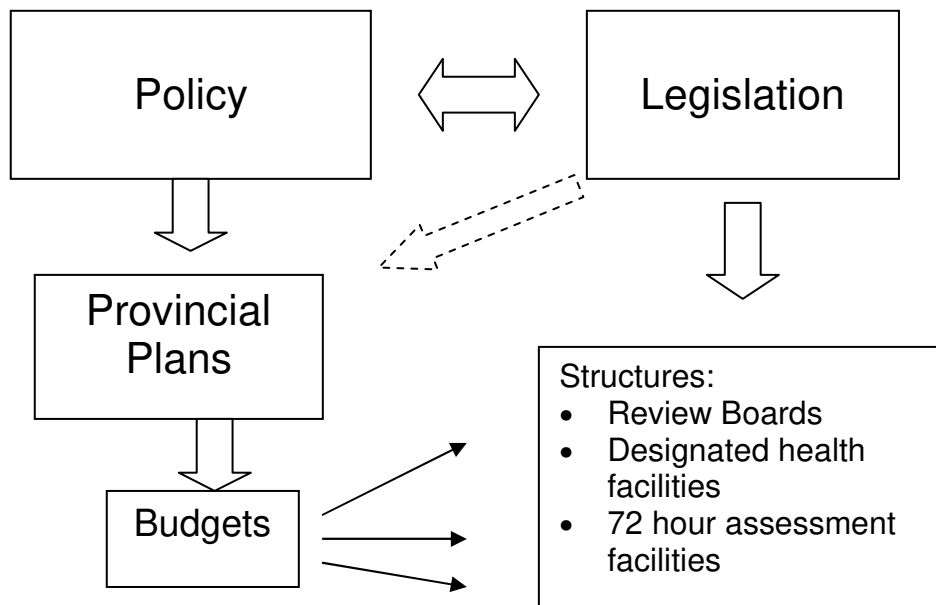 Policy
Legislation
Provincial
Plans
Budgets
Structures:
• Review Boards
• Designated health
facilities
• 72 hour assessment
facilities